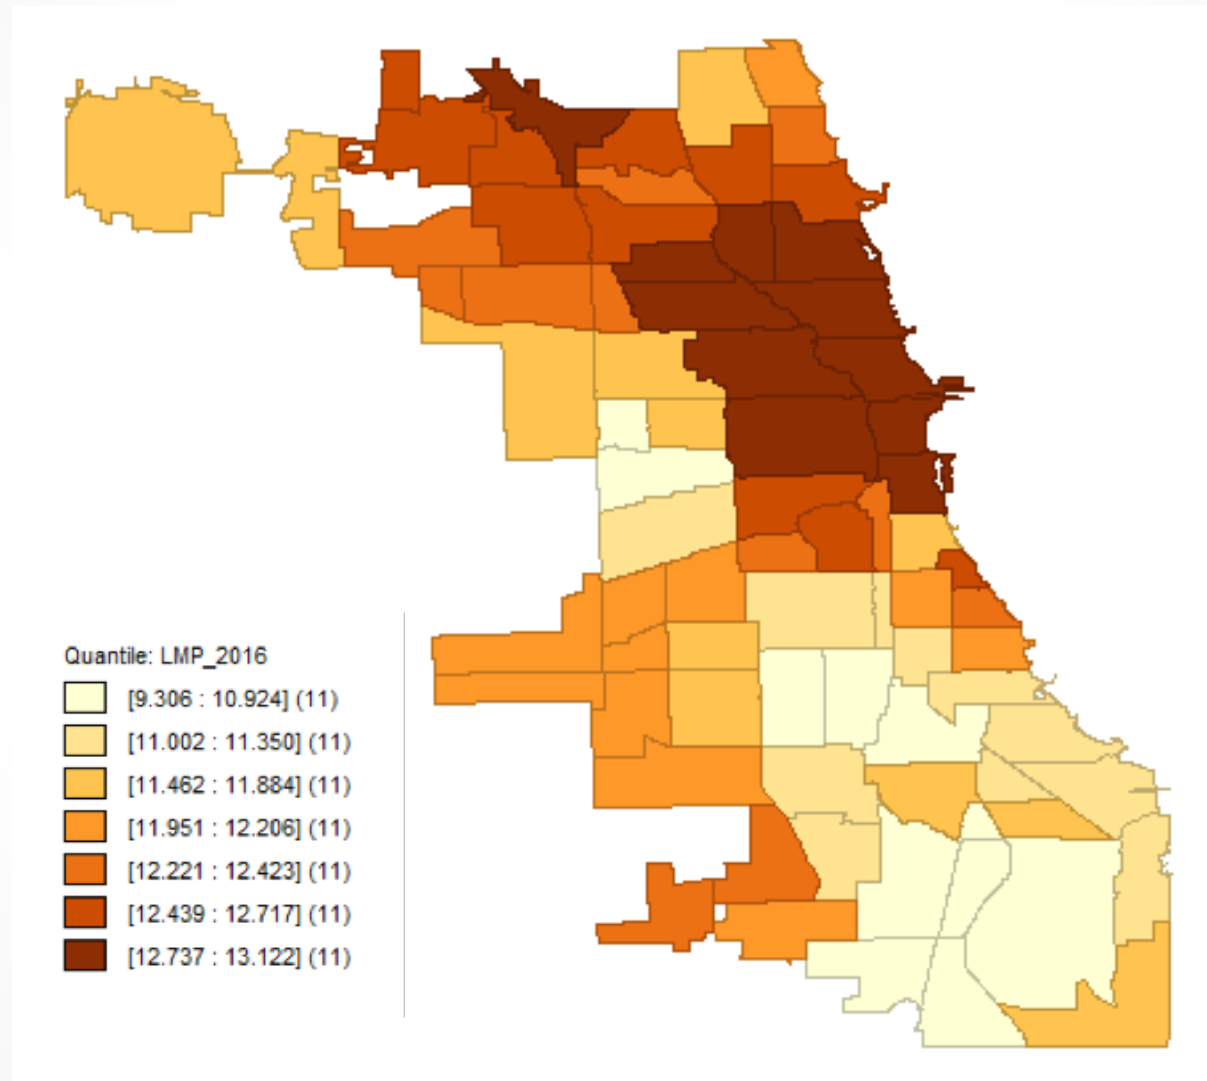 Quantile: LMP_2016
[9.306 : 10.924] (11)
[11.002 : 11.350] (11)
[11.462 : 11.884] (11)
[11.951 : 12.206] (11)
[12.221 : 12.423] (11)
[12.439 : 12.717] (11)
[12.737 : 13.122] (11)